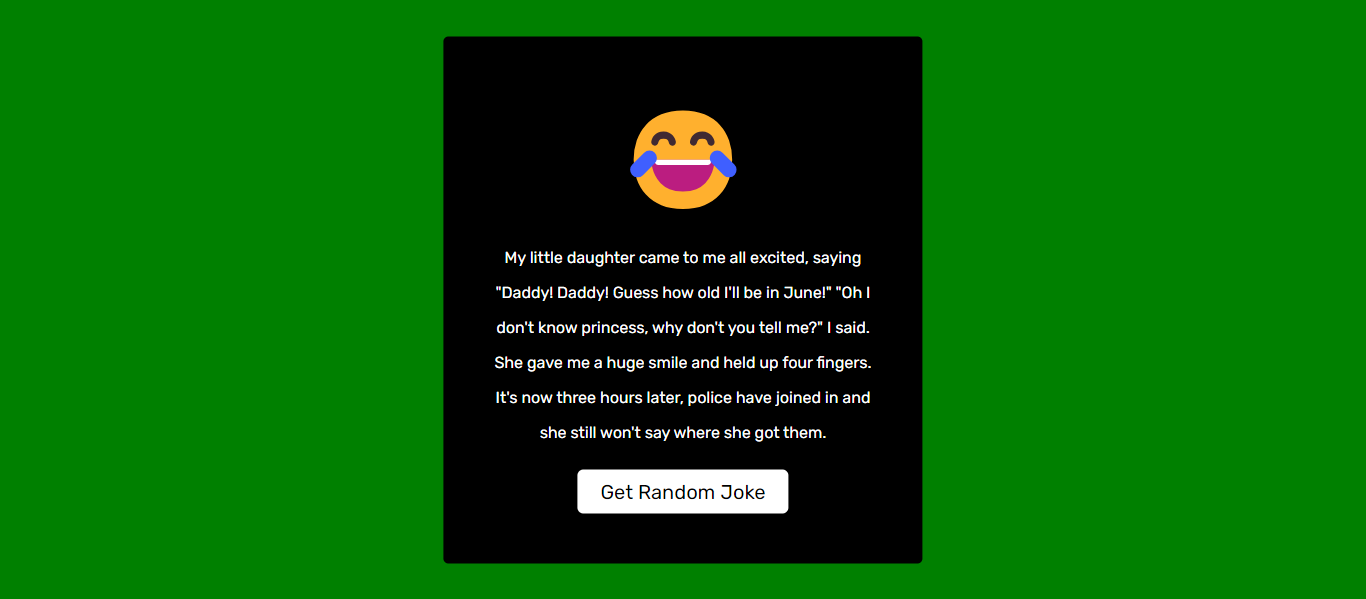 My little daughter came to me all excited, saying
"Daddy! Daddy! Guess how old I'll be in June!" "Oh I
don't know princess, why don't you tell me?" I said.
She gave me a huge smile and held up four fingers.
It's now three hours later, police have joined in and
she still won't say where she got them.
Get Random Joke